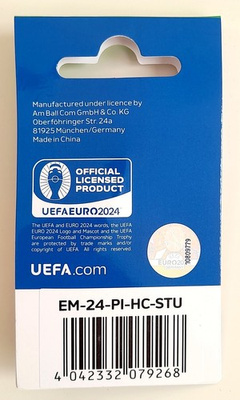 Manufactured under licence by
Am Ball Com GmbH & Co. KG
Oberföhringer Str. 24a
81925 München/Germany
Made in China
OFFICIAL
LICENSED
PRODUCT
UEFAEURO2024
The UEFA and EURO 2024 words, the UEFA
EURO 2024 Logo and Mascot and the UEFA
European Football Championship Trophy
are protected by trade marks and/or
copyright of UEFA. All rights reserved.
UEFA.com
10809779
EM-24-PI-HC-STU
4 042332 079268